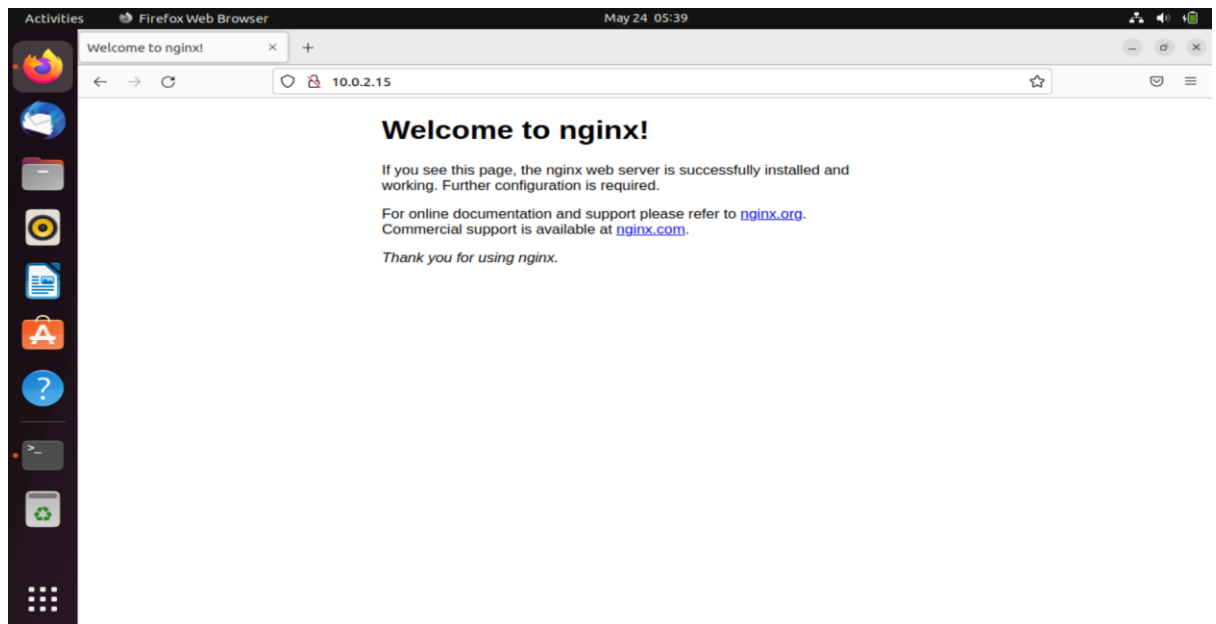 Activities Firefox Web Browser May 24 05:39
Welcome to nginx!
10.0.2.15
Welcome to nginx!
If you see this page, the nginx web server is successfully installed and
working. Further configuration is required.
For online documentation and support please refer to nginx.org.
Commercial support is available at nginx.com.
Thank you for using nginx.